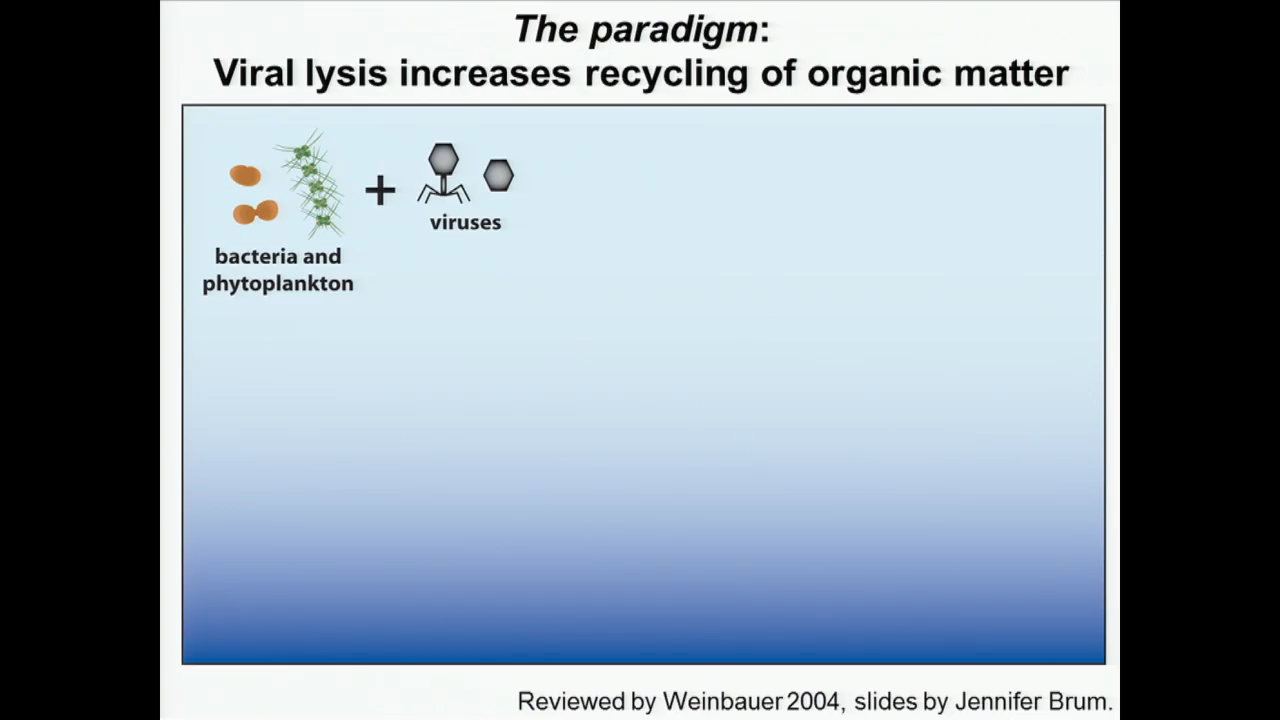 The paradigm:
Viral lysis increases recycling of organic matter
+
viruses
bacteria and
phytoplankton
Reviewed by Weinbauer 2004, slides by Jennifer Brum.